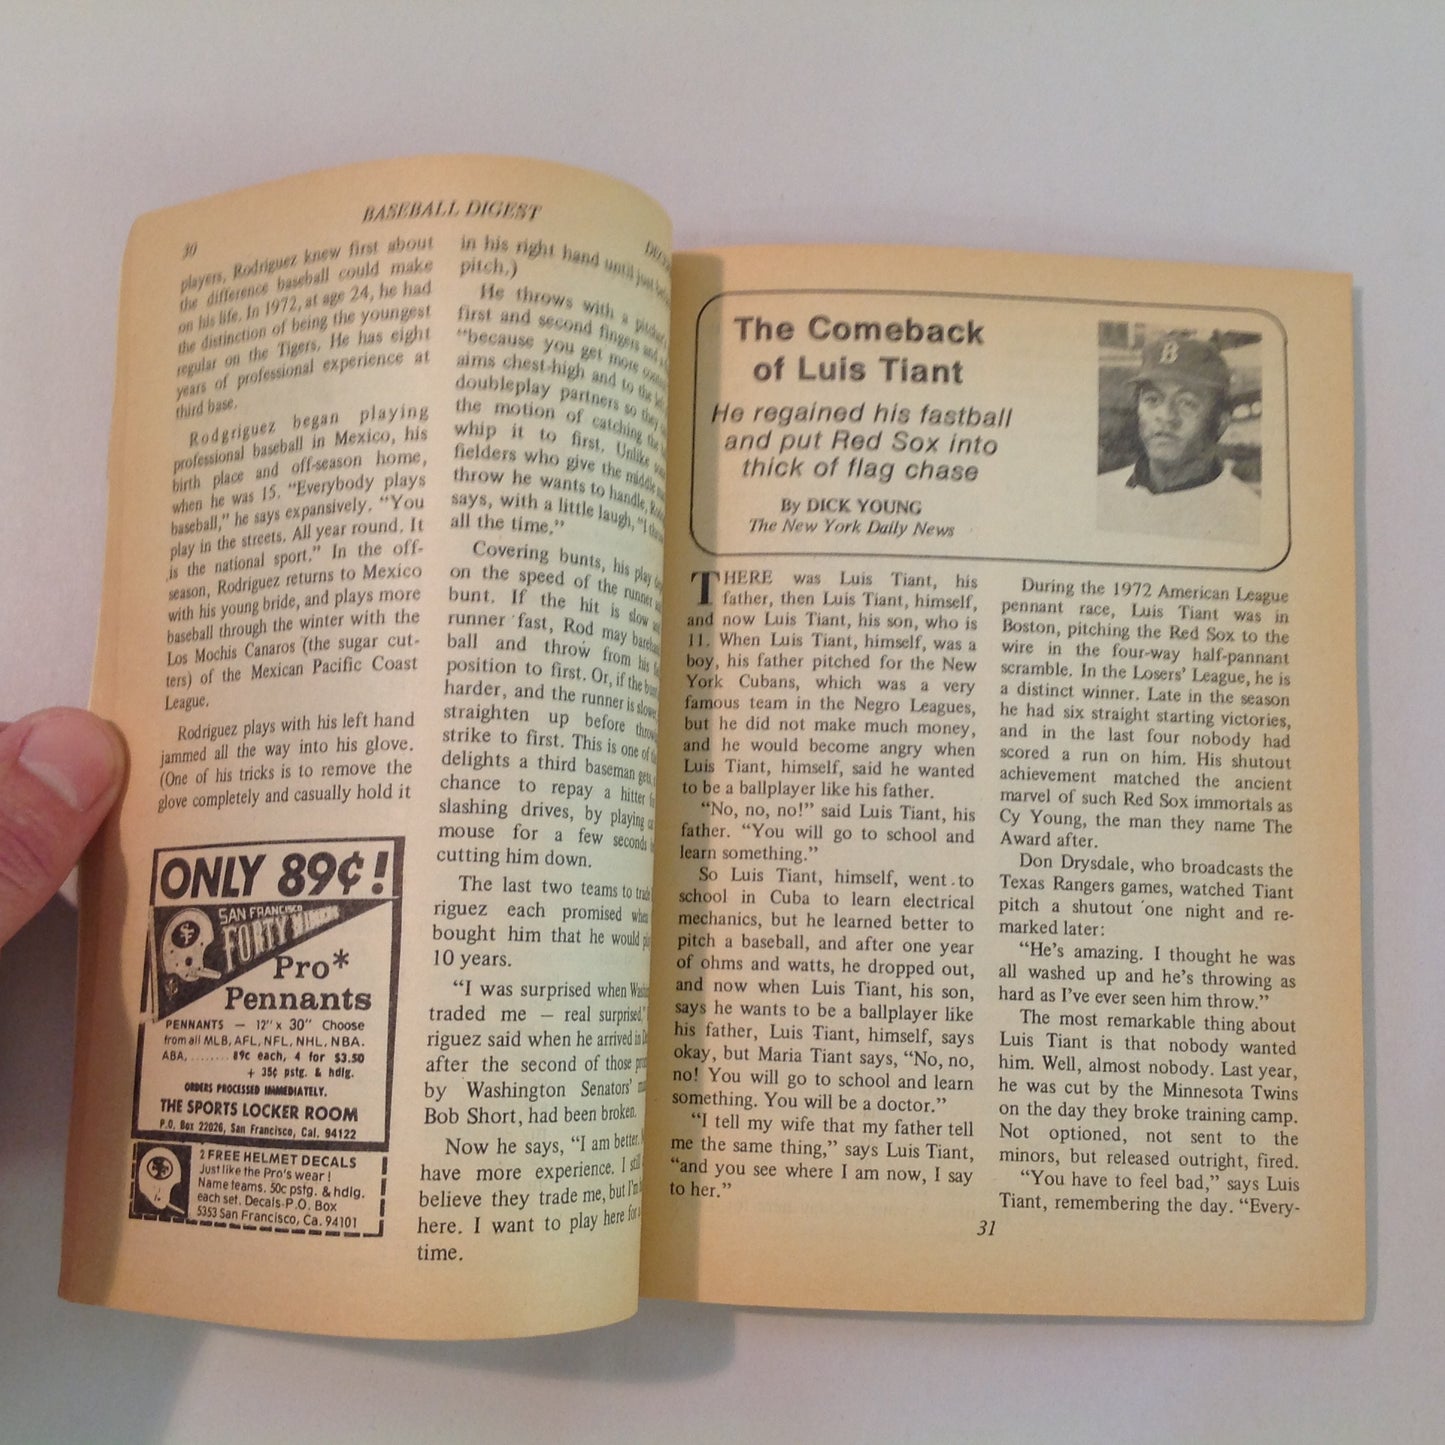 BASEBALL DIGEST
30
players, Rodriguez knew first about
the difference baseball could make
on his life. In 1972, at age 24, he had
the distinction of being the youngest
regular on the Tigers. He has eight
years of professional experience at
third base.
Rodgriguez began playing
professional baseball in Mexico, his
birth place and off-season home,
when he was 15. “Everybody plays
baseball,” he says expansively. “You
play in the streets. All year round. It
is the national sport.” In the off-
season, Rodriguez returns to Mexico
with his young bride, and plays more
baseball through the winter with the
Los Mochis Canaros (the sugar cut-
ters) of the Mexican Pacific Coast
League.
Rodriguez plays with his left hand
jammed all the way into his glove.
(One of his tricks is to remove the
glove completely and casually hold it
ONLY 89¢!
SAN FRANCISCO
FORTY NINERS
Pro*
Pennants
PENNANTS — 12" x 30" Choose
from all MLB, AFL, NFL, NHL, NBA.
ABA, ........ 89c each, 4 for $3.50
+ 35¢ pstg. & hdlg.
ORDERS PROCESSED IMMEDIATELY.
THE SPORTS LOCKER ROOM
P.O. Box 22026, San Francisco, Cal. 94122
2 FREE HELMET DECALS
Just like the Pro's wear!
Name teams. 50c pstg. & hdlg.
each set. Decals-P.O. Box
5353 San Francisco, Ca. 94101
in his right hand until just
pitch.)
He throws with a
first and second fingers and a
“because you get more
aims chest-high and to the
doubleplay partners so they
the motion of catching the
whip it to first. Unlike
fielders who give the middle
throw he wants to handle,
says, with a little laugh, “I
all the time.”
Covering bunts, his play
on the speed of the runner
bunt. If the hit is slow
runner fast, Rod may
ball and throw from his
position to first. Or, if the
harder, and the runner is
straighten up before
strike to first. This is one of
delights a third baseman gets,
chance to repay a hitter
slashing drives, by playing
mouse for a few seconds
cutting him down.
The last two teams to
riguez each promised
bought him that he would
10 years.
“I was surprised when
traded me — real surprised,”
riguez said when he arrived in
after the second of those
by Washington Senators’
Bob Short, had been broken.
Now he says, “I am better.
have more experience. I
believe they trade me, but I'm
here. I want to play here for
time.
The Comeback
of Luis Tiant
He regained his fastball
and put Red Sox into
thick of flag chase
By DICK YOUNG
The New York Daily News
B
THERE was Luis Tiant, his
father, then Luis Tiant, himself,
and now Luis Tiant, his son, who is
11. When Luis Tiant, himself, was a
boy, his father pitched for the New
York Cubans, which was a very
famous team in the Negro Leagues,
but he did not make much money,
and he would become angry when
Luis Tiant, himself, said he wanted
to be a ballplayer like his father.
“No, no, no!” said Luis Tiant, his
father. “You will go to school and
learn something.”
So Luis Tiant, himself, went to
school in Cuba to learn electrical
mechanics, but he learned better to
pitch a baseball, and after one year
of ohms and watts, he dropped out,
and now when Luis Tiant, his son,
says he wants to be a ballplayer like
his father, Luis Tiant, himself, says
okay, but Maria Tiant says, “No, no,
no! You will go to school and learn
something. You will be a doctor.”
“I tell my wife that my father tell
me the same thing,” says Luis Tiant,
“and you see where I am now, I say
to her.”
During the 1972 American League
pennant race, Luis Tiant was in
Boston, pitching the Red Sox to the
wire in the four-way half-pannant
scramble. In the Losers’ League, he is
a distinct winner. Late in the season
he had six straight starting victories,
and in the last four nobody had
scored a run on him. His shutout
achievement matched the ancient
marvel of such Red Sox immortals as
Cy Young, the man they name The
Award after.
Don Drysdale, who broadcasts the
Texas Rangers games, watched Tiant
pitch a shutout one night and re-
marked later:
“He's amazing. I thought he was
all washed up and he's throwing as
hard as I've ever seen him throw.”
The most remarkable thing about
Luis Tiant is that nobody wanted
him. Well, almost nobody. Last year,
he was cut by the Minnesota Twins
on the day they broke training camp.
Not optioned, not sent to the
minors, but released outright, fired.
“You have to feel bad,” says Luis
Tiant, remembering the day. “Every-
31